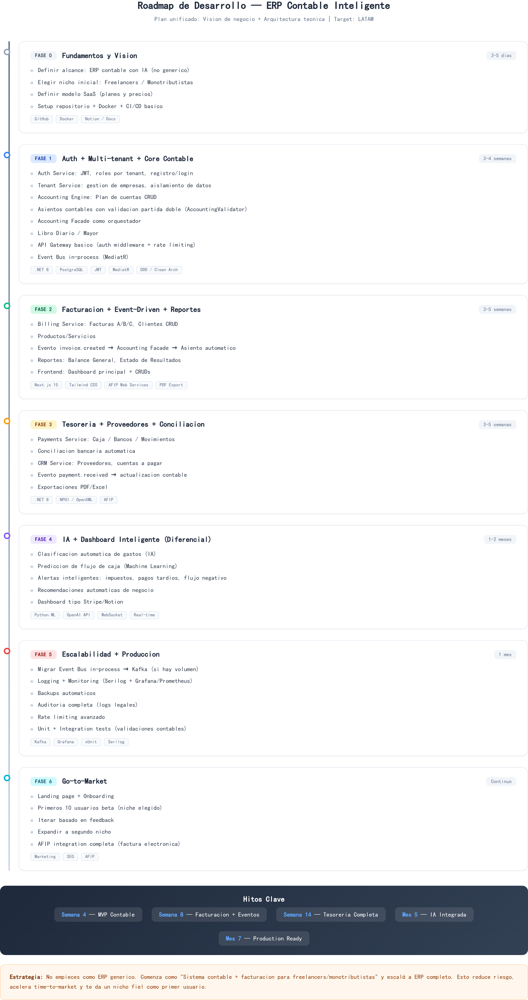 Roadmap de Desarrollo — ERP Contable Inteligente
Plan unificado: Vision de negocio + Arquitectura tecnica | Target: LATAM
FASE 0 Fundamentos y Vision 3-5 dias
Definir alcance: ERP contable con IA (no generico)
Elegir nicho inicial: Freelancers / Monotributistas
Definir modelo SaaS (planes y precios)
Setup repositorio + Docker + CI/CD basico
GitHub Docker Notion / Docs
FASE 1 Auth + Multi-tenant + Core Contable 3-4 semanas
Auth Service: JWT, roles por tenant, registro/login
Tenant Service: gestion de empresas, aislamiento de datos
Accounting Engine: Plan de cuentas CRUD
Asientos contables con validacion partida doble (AccountingValidator)
Accounting Facade como orquestador
Libro Diario / Mayor
API Gateway basico (auth middleware + rate limiting)
Event Bus in-process (MediatR)
.NET 8 PostgreSQL JWT MediatR DDD / Clean Arch
FASE 2 Facturacion + Event-Driven + Reportes 3-5 semanas
Billing Service: Facturas A/B/C, Clientes CRUD
Productos/Servicios
Evento invoice.created → Accounting Facade → Asiento automatico
Reportes: Balance General, Estado de Resultados
Frontend: Dashboard principal + CRUDs
Next.js 15 Tailwind CSS AFIP Web Services PDF Export
FASE 3 Tesoreria + Proveedores + Conciliacion 3-5 semanas
Payments Service: Caja / Bancos / Movimientos
Conciliacion bancaria automatica
CRM Service: Proveedores, cuentas a pagar
Evento payment.received → actualizacion contable
Exportaciones PDF/Excel
.NET 8 NPOI / OpenXML AFIP
FASE 4 IA + Dashboard Inteligente (Diferencial) 1-2 meses
Clasificacion automatica de gastos (IA)
Prediccion de flujo de caja (Machine Learning)
Alertas inteligentes: impuestos, pagos tardios, flujo negativo
Recomendaciones automaticas de negocio
Dashboard tipo Stripe/Notion
Python ML OpenAI API WebSocket Real-time
FASE 5 Escalabilidad + Produccion 1 mes
Migrar Event Bus in-process → Kafka (si hay volumen)
Logging + Monitoring (Serilog + Grafana/Prometheus)
Backups automaticos
Auditoria completa (logs legales)
Rate limiting avanzado
Unit + Integration tests (validaciones contables)
Kafka Grafana xUnit Serilog
FASE 6 Go-to-Market Continuo
Landing page + Onboarding
Primeros 10 usuarios beta (niche elegido)
Iterar basado en feedback
Expandir a segundo nicho
AFIP integration completa (factura electronica)
Marketing SEO AFIP
Hitos Clave
Semana 4 — MVP Contable Semana 8 — Facturacion + Eventos Semana 14 — Tesoreria Completa Mes 5 — IA Integrada
Mes 7 — Production Ready
Estrategia: No empieces como ERP generico. Comenza como "Sistema contable + facturacion para freelancers/monotributistas" y escalá a ERP completo. Esto reduce riesgo,
acelera time-to-market y te da un nicho fiel como primer usuario.